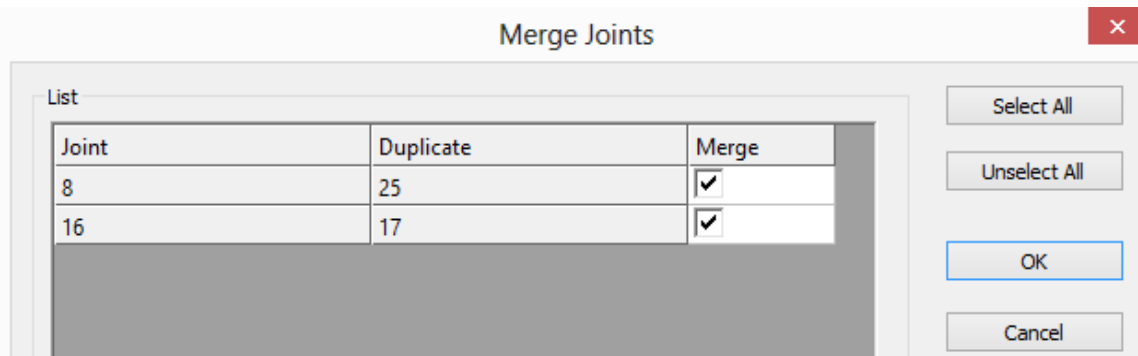 Merge Joints
List
Joint Duplicate Merge
8 25
16 17
Select All
Unselect All
OK
Cancel